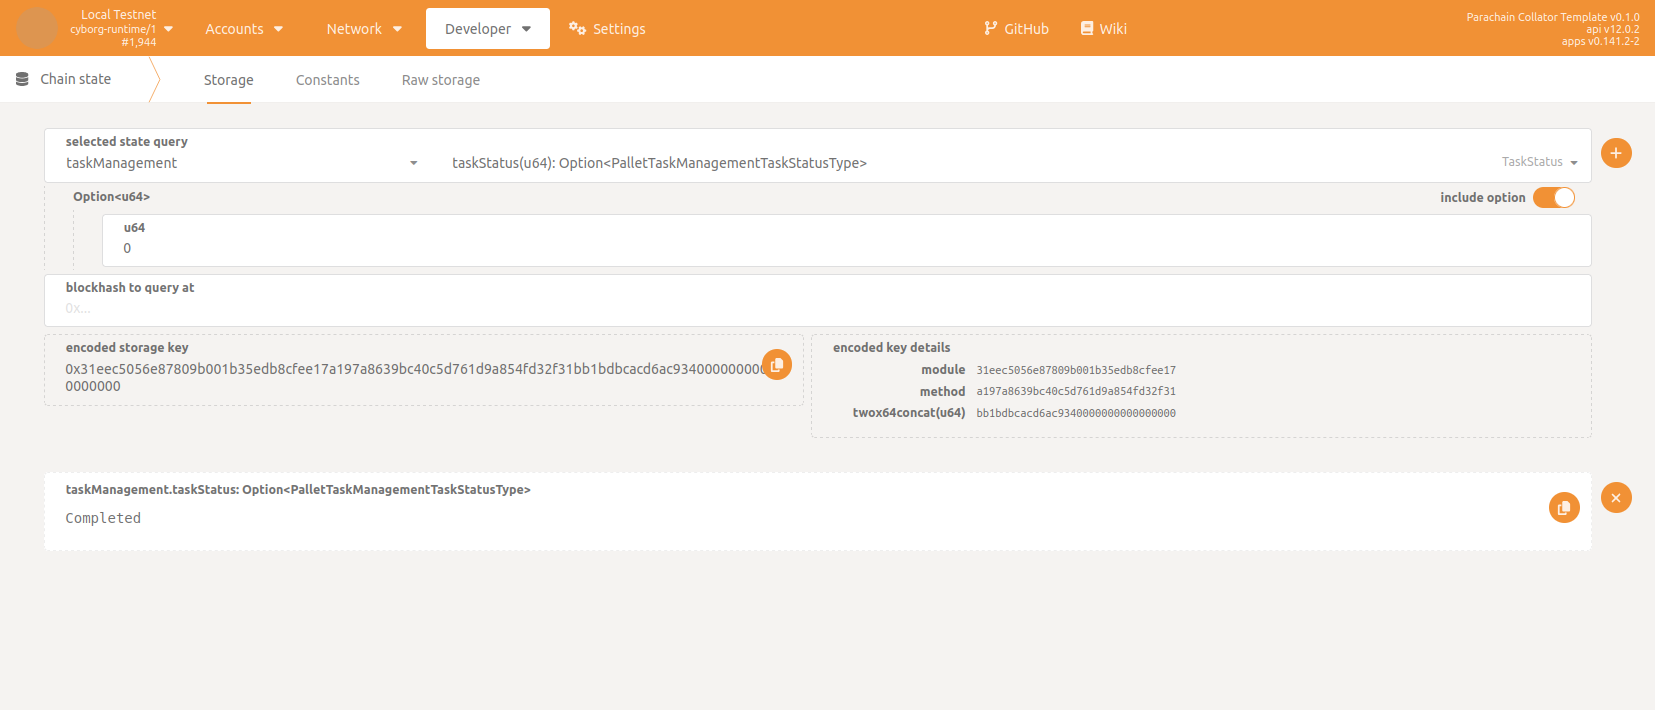 Local Testnet
cyborg-runtime/1
#1,944
Accounts
Network
Developer
Settings
GitHub
Wiki
Parachain Collator Template v0.1.0
api v12.0.2
apps v0.141.2-2
Chain state
Storage
Constants
Raw storage
selected state query
taskManagement
taskStatus(u64): Option<PalletTaskManagementTaskStatusType>
TaskStatus
Option<u64>
include option
u64
0
blockhash to query at
0x...
encoded storage key
0x31eec5056e87809b001b35edb8cfee17a197a8639bc40c5d761d9a854fd32f31bb1bdbcacd6ac9340000000000
0000000
encoded key details
module 31eec5056e87809b001b35edb8cfee17
method a197a8639bc40c5d761d9a854fd32f31
twox64concat(u64) bb1bdbcacd6ac9340000000000000000
taskManagement.taskStatus: Option<PalletTaskManagementTaskStatusType>
Completed